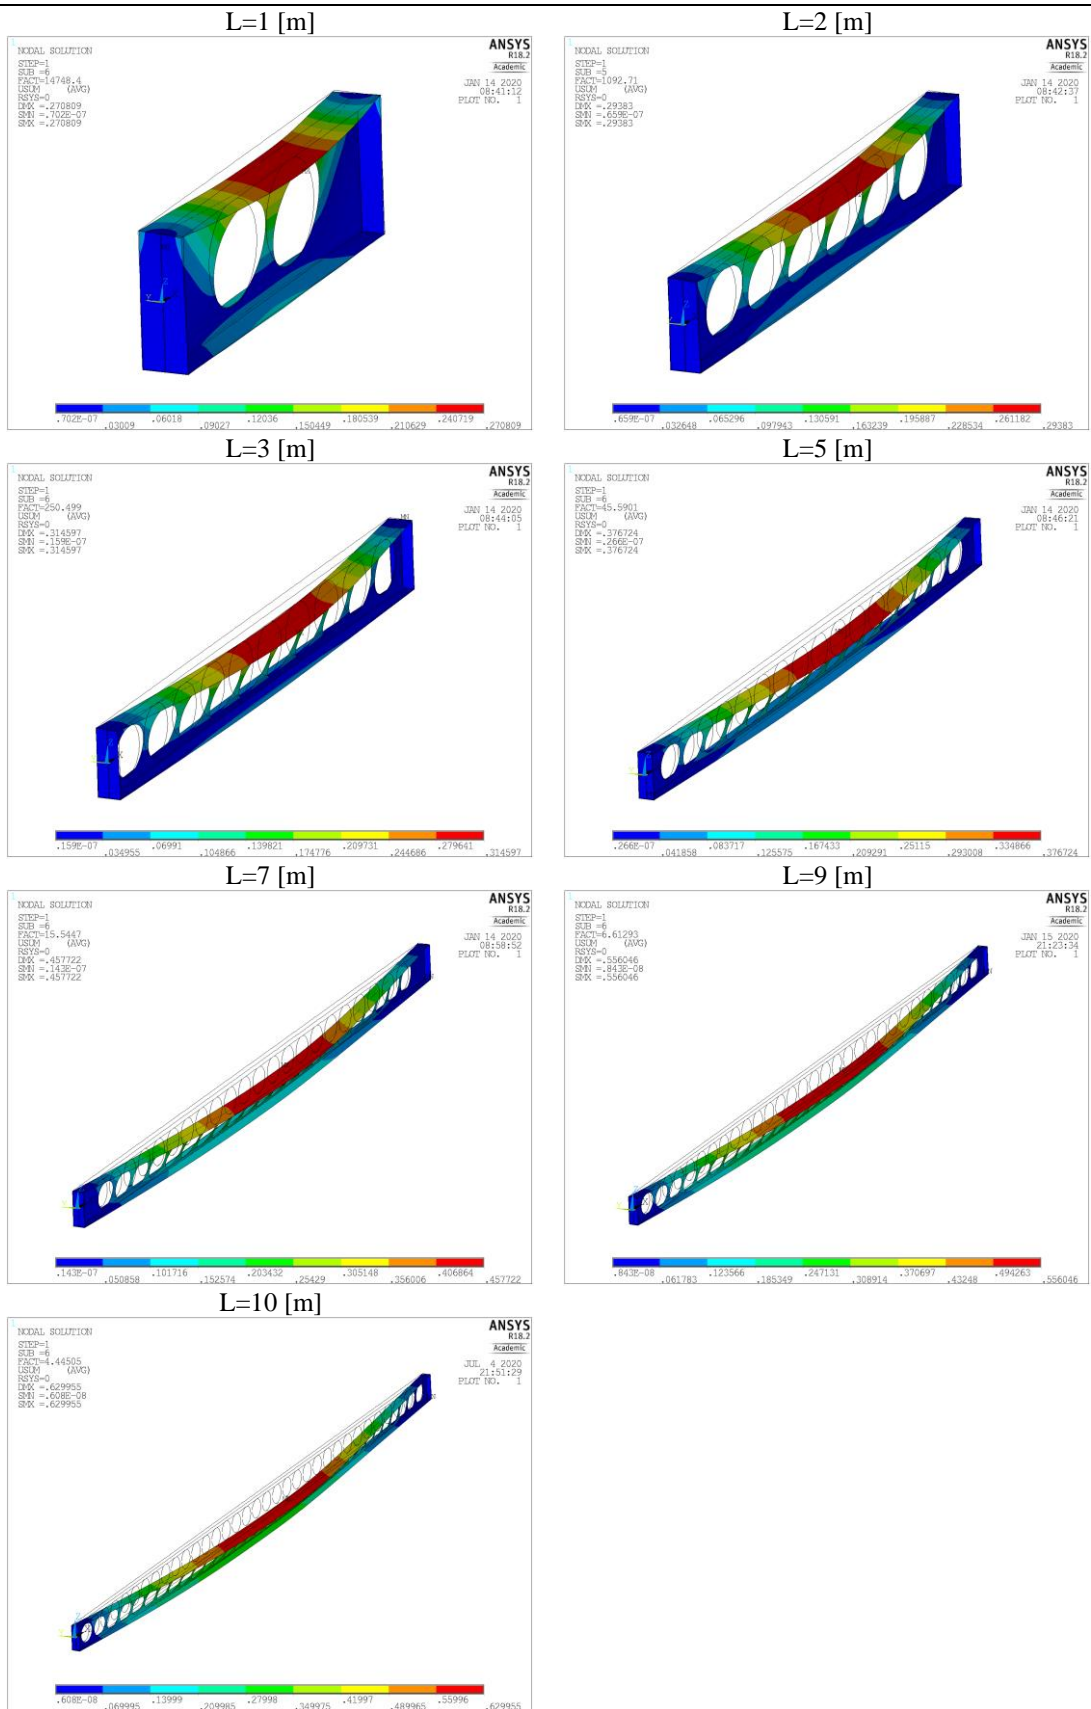 L=1 [m]
1
NODAL SOLUTION
STEP=1
SUB =6
FACT=14748.4
USUM (AVG)
RSYS=0
DMX =.270809
SMN =.702E-07
SMX =.270809
ANSYS
R18.2
Academic
JAN 14 2020
08:41:12
PLOT NO. 1
.702E-07 .06018 .12036 .180539 .240719
.03009 .09027 .150449 .210629 .270809
L=2 [m]
1
NODAL SOLUTION
STEP=1
SUB =5
FACT=1092.71
USUM (AVG)
RSYS=0
DMX =.29383
SMN =.659E-07
SMX =.29383
ANSYS
R18.2
Academic
JAN 14 2020
08:42:37
PLOT NO. 1
.659E-07 .065296 .130591 .195887 .261182
.032648 .097943 .163239 .228534 .29383
L=3 [m]
1
NODAL SOLUTION
STEP=1
SUB =6
FACT=250.499
USUM (AVG)
RSYS=0
DMX =.314597
SMN =.159E-07
SMX =.314597
ANSYS
R18.2
Academic
JAN 14 2020
08:44:05
PLOT NO. 1
MN
.159E-07 .06991 .139821 .209731 .279641
.034955 .104866 .174776 .244686 .314597
L=5 [m]
1
NODAL SOLUTION
STEP=1
SUB =6
FACT=45.5901
USUM (AVG)
RSYS=0
DMX =.376724
SMN =.266E-07
SMX =.376724
ANSYS
R18.2
Academic
JAN 14 2020
08:46:21
PLOT NO. 1
.266E-07 .083717 .167433 .25115 .334866
.041858 .125575 .209291 .293008 .376724
L=7 [m]
1
NODAL SOLUTION
STEP=1
SUB =6
FACT=15.5447
USUM (AVG)
RSYS=0
DMX =.457722
SMN =.143E-07
SMX =.457722
ANSYS
R18.2
Academic
JAN 14 2020
08:58:52
PLOT NO. 1
.143E-07 .101716 .203432 .305148 .406864
.050858 .152574 .25429 .356006 .457722
L=9 [m]
1
NODAL SOLUTION
STEP=1
SUB =6
FACT=6.61293
USUM (AVG)
RSYS=0
DMX =.556046
SMN =.843E-08
SMX =.556046
ANSYS
R18.2
Academic
JAN 15 2020
21:23:34
PLOT NO. 1
.843E-08 .123566 .247131 .370697 .494263
.061783 .185349 .308914 .43248 .556046
L=10 [m]
1
NODAL SOLUTION
STEP=1
SUB =6
FACT=4.44505
USUM (AVG)
RSYS=0
DMX =.629955
SMN =.608E-08
SMX =.629955
ANSYS
R18.2
Academic
JUL 4 2020
21:51:29
PLOT NO. 1
.608E-08 .13999 .27998 .41997 .55996
.069995 .209985 .349975 .489965 .629955